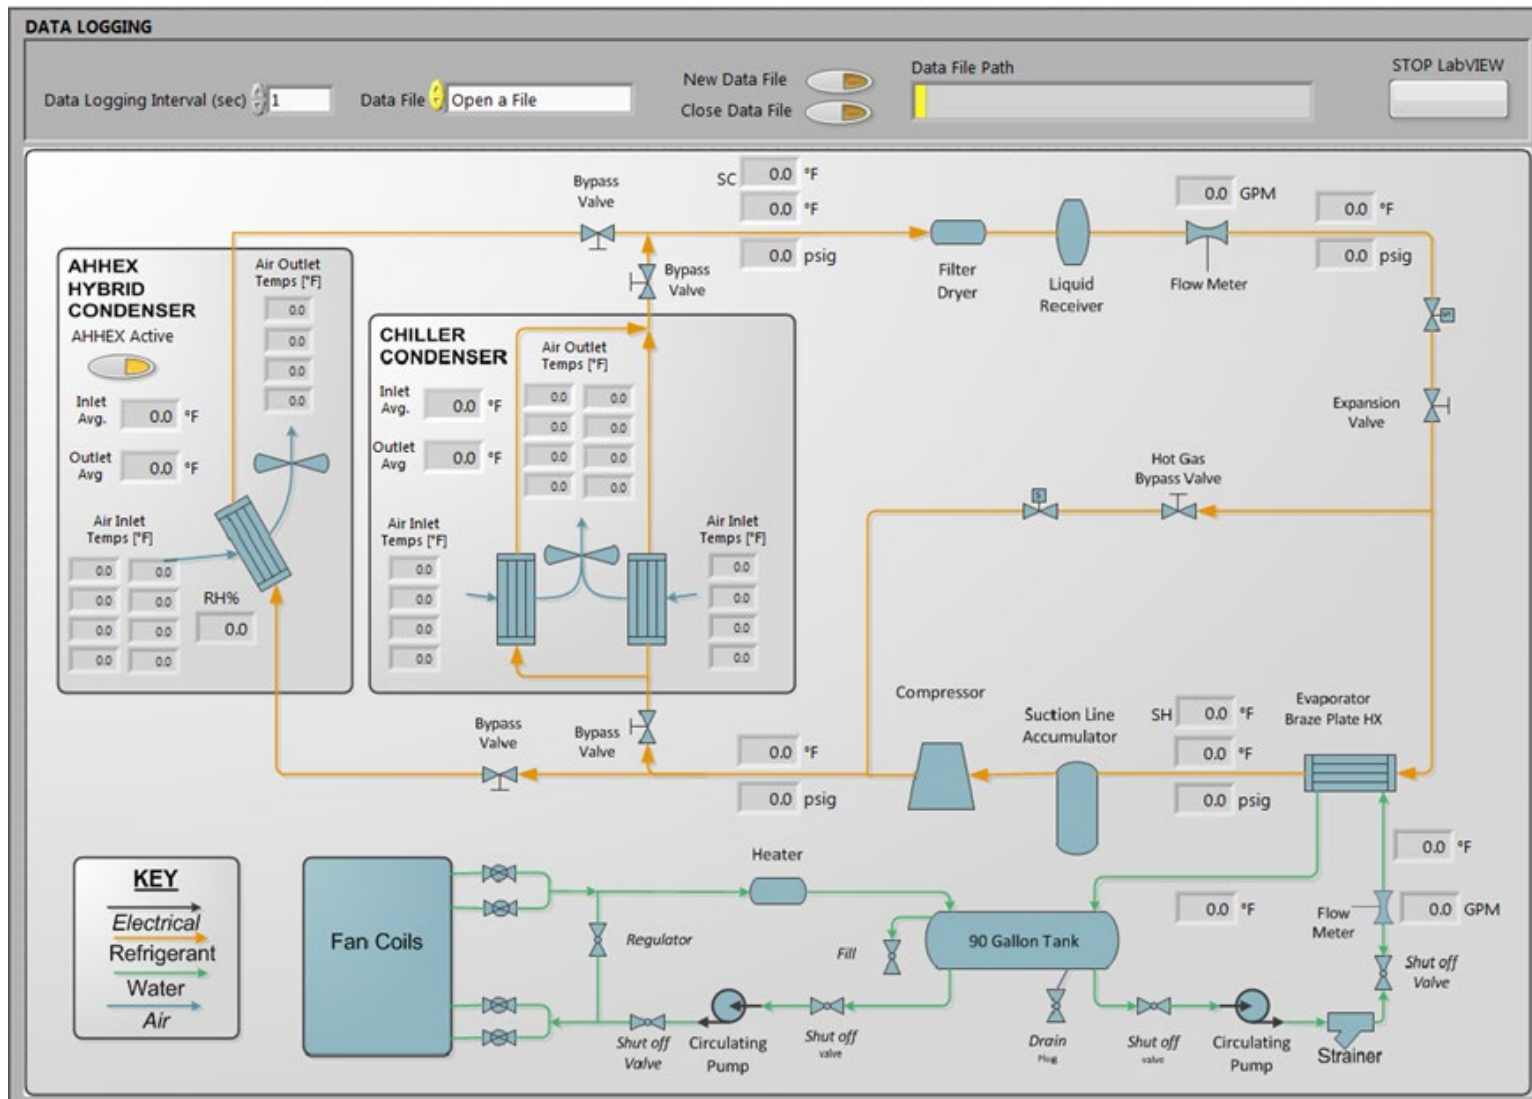 DATA LOGGING
Data Logging Interval (sec) 1
Data File Open a File
New Data File
Close Data File
Data File Path
STOP LabVIEW
Bypass
Valve
SC 0.0 °F
0.0 °F
0.0 psig
0.0 GPM
0.0 °F
0.0 psig
Bypass
Valve
Filter
Dryer
Liquid
Receiver
Flow Meter
S
Expansion
Valve
Hot Gas
Bypass Valve
S
AHHEX
HYBRID
CONDENSER
AHHEX Active
Inlet
Avg. 0.0 °F
Outlet
Avg 0.0 °F
Air Outlet
Temps [°F]
0.0
0.0
0.0
0.0
Air Inlet
Temps [°F]
0.0 0.0
0.0 0.0
0.0 0.0
0.0 0.0
RH%
0.0
CHILLER
CONDENSER
Inlet
Avg. 0.0 °F
Outlet
Avg 0.0 °F
Air Outlet
Temps [°F]
0.0 0.0
0.0 0.0
0.0 0.0
0.0 0.0
Air Inlet
Temps [°F]
0.0
0.0
0.0
0.0
Air Inlet
Temps [°F]
0.0
0.0
0.0
0.0
Bypass
Valve
Bypass
Valve
0.0 °F
0.0 psig
Compressor
Suction Line
Accumulator
SH 0.0 °F
0.0 °F
0.0 psig
Evaporator
Braze Plate HX
KEY
Electrical
Refrigerant
Water
Air
Fan Coils
Heater
Regulator
Fill
90 Gallon Tank
0.0 °F
0.0 °F
Flow
Meter
0.0 GPM
Shut off
Valve
Shut off
Valve
Circulating
Pump
Shut off
valve
Drain
Plug
Shut off
valve
Circulating
Pump
Strainer